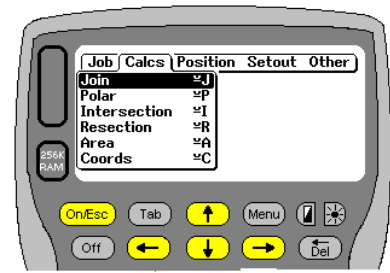 Job Calcs Position Setout Other
Join ≌J
Polar ≌P
Intersection ≌I
Resection ≌R
Area ≌A
Coords ≌C
256K
RAM
On/Esc Tab ↑ Menu
Off ← ↓ → Del